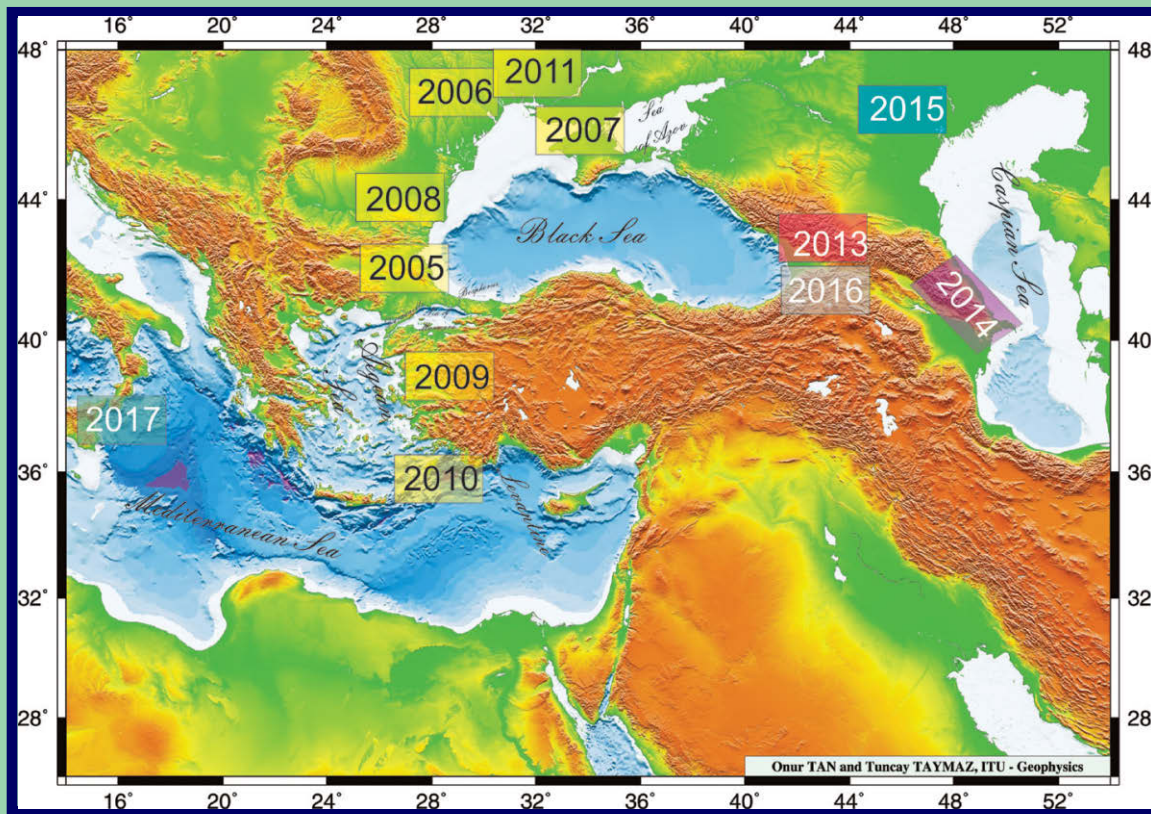 16° 20° 24° 28° 32° 36° 40° 44° 48° 52°
48° 48°
2011
2006
2015
2007
Sea
of Azov
44° 44°
2008
Caspian Sea
Black Sea
2013
2005
Bosphorus
2016
2014
40° 40°
Aegean
Sea
2009
2017
36° 36°
2010
Mediterranean Sea
32° 32°
28° 28°
Onur TAN and Tuncay TAYMAZ, ITU - Geophysics
16° 20° 24° 28° 32° 36° 40° 44° 48° 52°